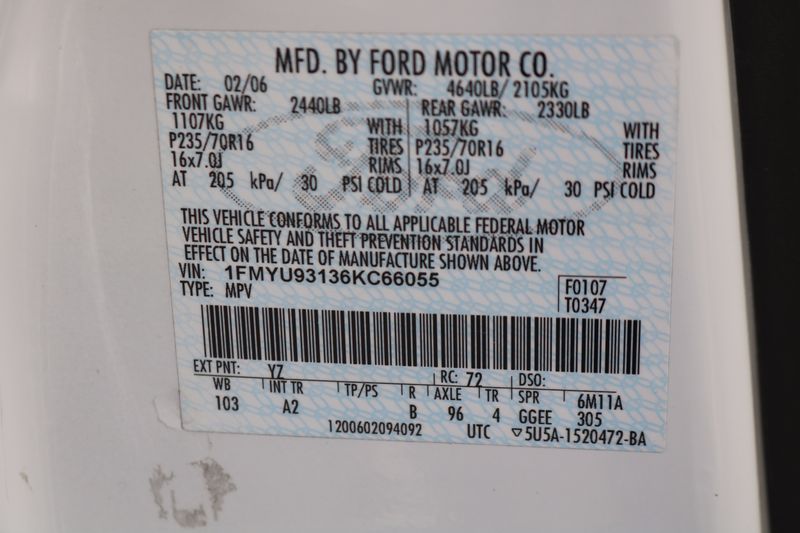 MFD. BY FORD MOTOR CO.
DATE: 02/06 GVWR: 4640LB/ 2105KG
FRONT GAWR: 2440LB REAR GAWR: 2330LB
1107KG WITH 1057KG WITH
P235/70R16 TIRES P235/70R16 TIRES
16x7.0J RIMS 16x7.0J RIMS
AT 205 kPa/ 30 PSI COLD AT 205 kPa/ 30 PSI COLD
Ford
THIS VEHICLE CONFORMS TO ALL APPLICABLE FEDERAL MOTOR
VEHICLE SAFETY AND THEFT PREVENTION STANDARDS IN
EFFECT ON THE DATE OF MANUFACTURE SHOWN ABOVE.
VIN: 1FMYU93136KC66055
TYPE: MPV
F0107
T0347
EXT PNT: YZ RC: 72 DSO:
WB INT TR TP/PS R AXLE TR SPR 6M11A
103 A2 B 96 4 GGEE 305
1200602094092 UTC ▽5U5A-1520472-BA